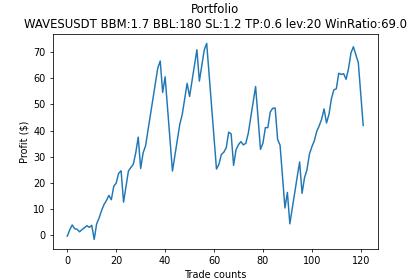 Portfolio
WAVESUSDT BBM:1.7 BBL:180 SL:1.2 TP:0.6 lev:20 WinRatio:69.0
Profit ($)
70
60
50
40
30
20
10
0
0 20 40 60 80 100 120
Trade counts